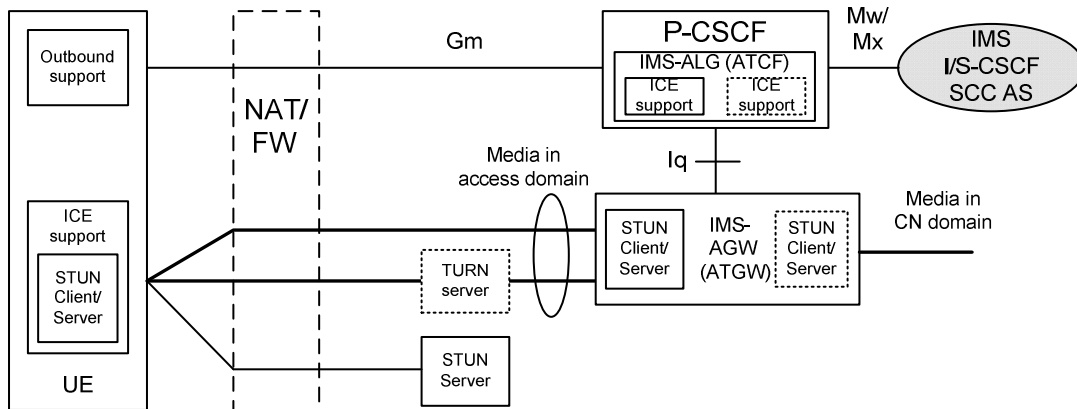 Outbound
support
NAT/
FW
Gm
P-CSCF
IMS-ALG (ATCF)
ICE
support
ICE
support
Mw/
Mx
IMS
I/S-CSCF
SCC AS
Iq
Media in
access domain
ICE
support
STUN
Client/
Server
UE
TURN
server
STUN
Server
STUN
Client/
Server
IMS-
AGW
(ATGW)
STUN
Client/
Server
Media in
CN domain